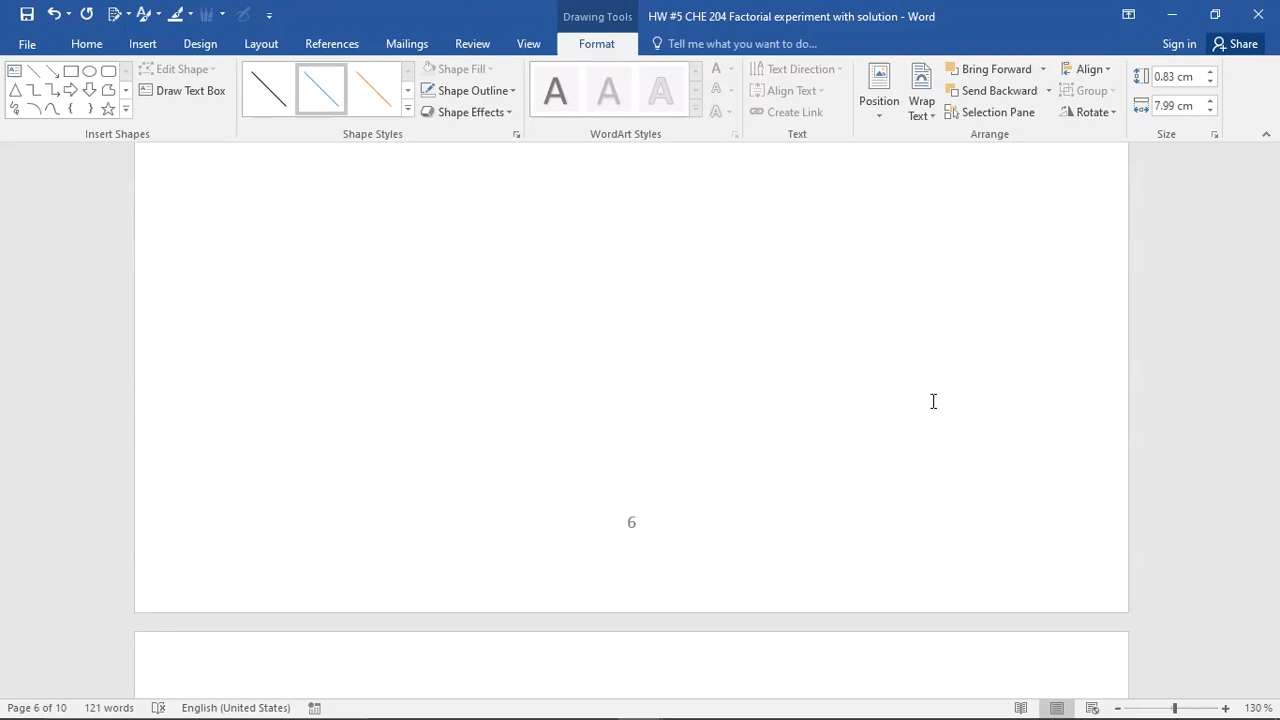 Drawing Tools
HW #5 CHE 204 Factorial experiment with solution - Word
File Home Insert Design Layout References Mailings Review View Format Tell me what you want to do... Sign in Share
Edit Shape
Draw Text Box
Insert Shapes
Shape Fill
Shape Outline
Shape Effects
Shape Styles
A A A
A
A
A
WordArt Styles
Text Direction
Align Text
Create Link
Text
Position
Wrap
Text
Bring Forward
Send Backward
Selection Pane
Align
Group
Rotate
Arrange
0.83 cm
7.99 cm
Size
6
Page 6 of 10 121 words English (United States) 130 %